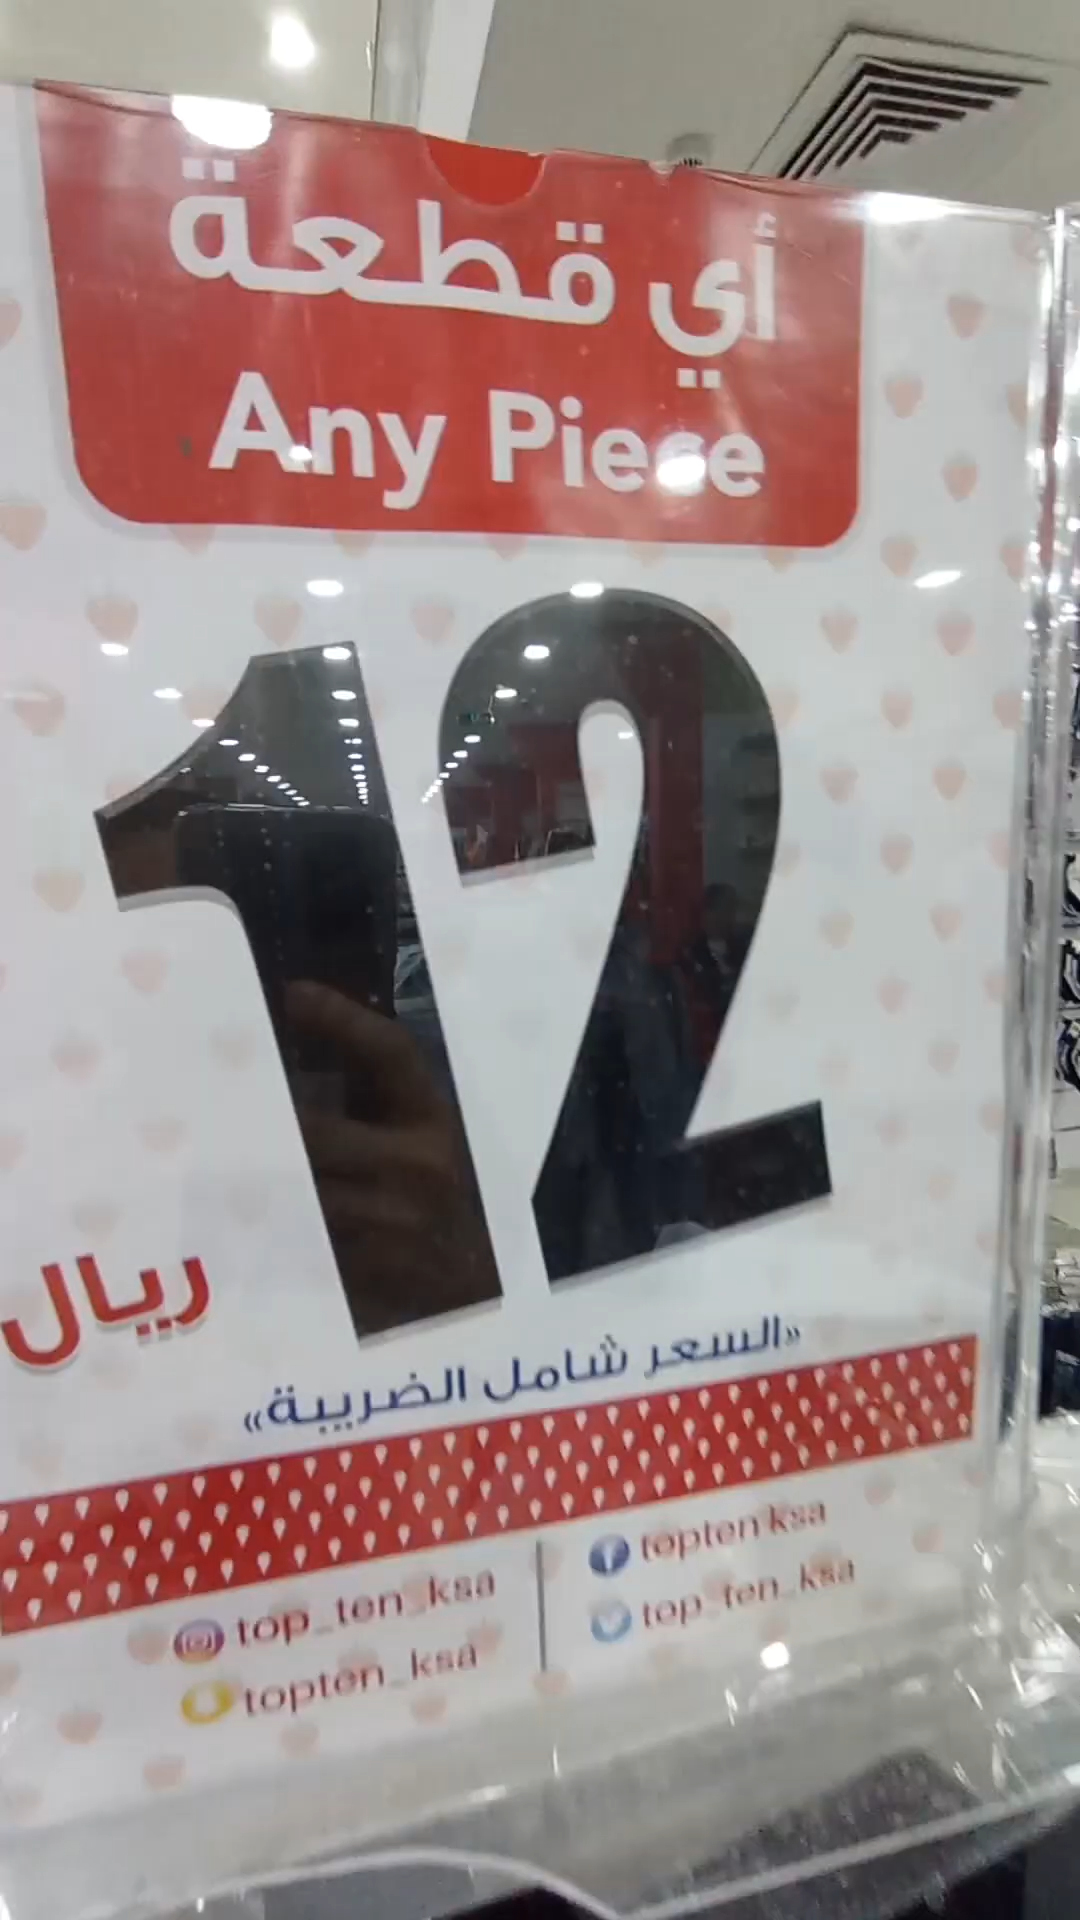 أي قطعة
Any Piece
12
ريال
«السعر شامل الضريبة»
top_ten_ksa
topten_ksa
topten ksa
top_ten_ksa